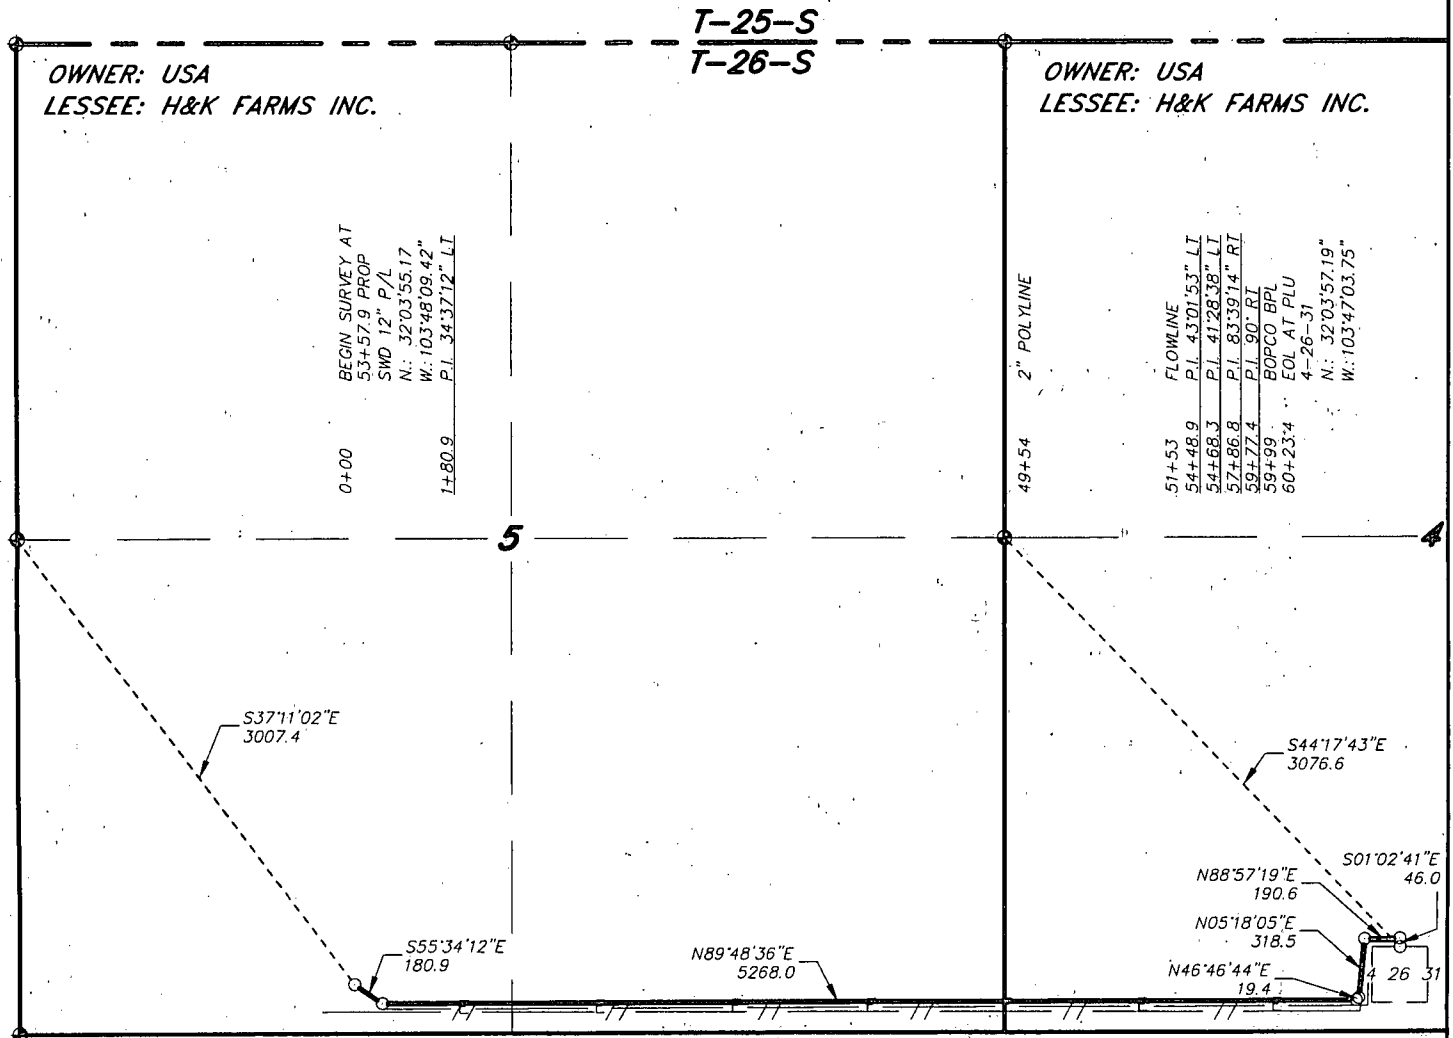 T-25-S
T-26-S
OWNER: USA
LESSEE: H&K FARMS INC.
OWNER: USA
LESSEE: H&K FARMS INC.
0+00 BEGIN SURVEY AT
53+57.9 PROP
SWD 12" P/L
N.: 32°03'55.17
W.: 103°48'09.42"
1+80.9 P.I. 34°37'12" LT
49+54 2" POLYLINE
51+53 FLOWLINE
54+48.9 P.I. 43°01'53" LT
54+68.3 P.I. 41°28'38" LT
57+86.8 P.I. 83°39'14" RT
59+77.4 P.I. 90° RT
59+99 BOPCO BPL
60+23.4 EOL AT PLU
4-26-31
N.: 32°03'57.19"
W.: 103°47'03.75"
5
4
S37°11'02"E
3007.4
S44°17'43"E
3076.6
S01°02'41"E
46.0
N88°57'19"E
190.6
N05°18'05"E
318.5
S55°34'12"E
180.9
N89°48'36"E
5268.0
N46°46'44"E
19.4
4 26 31